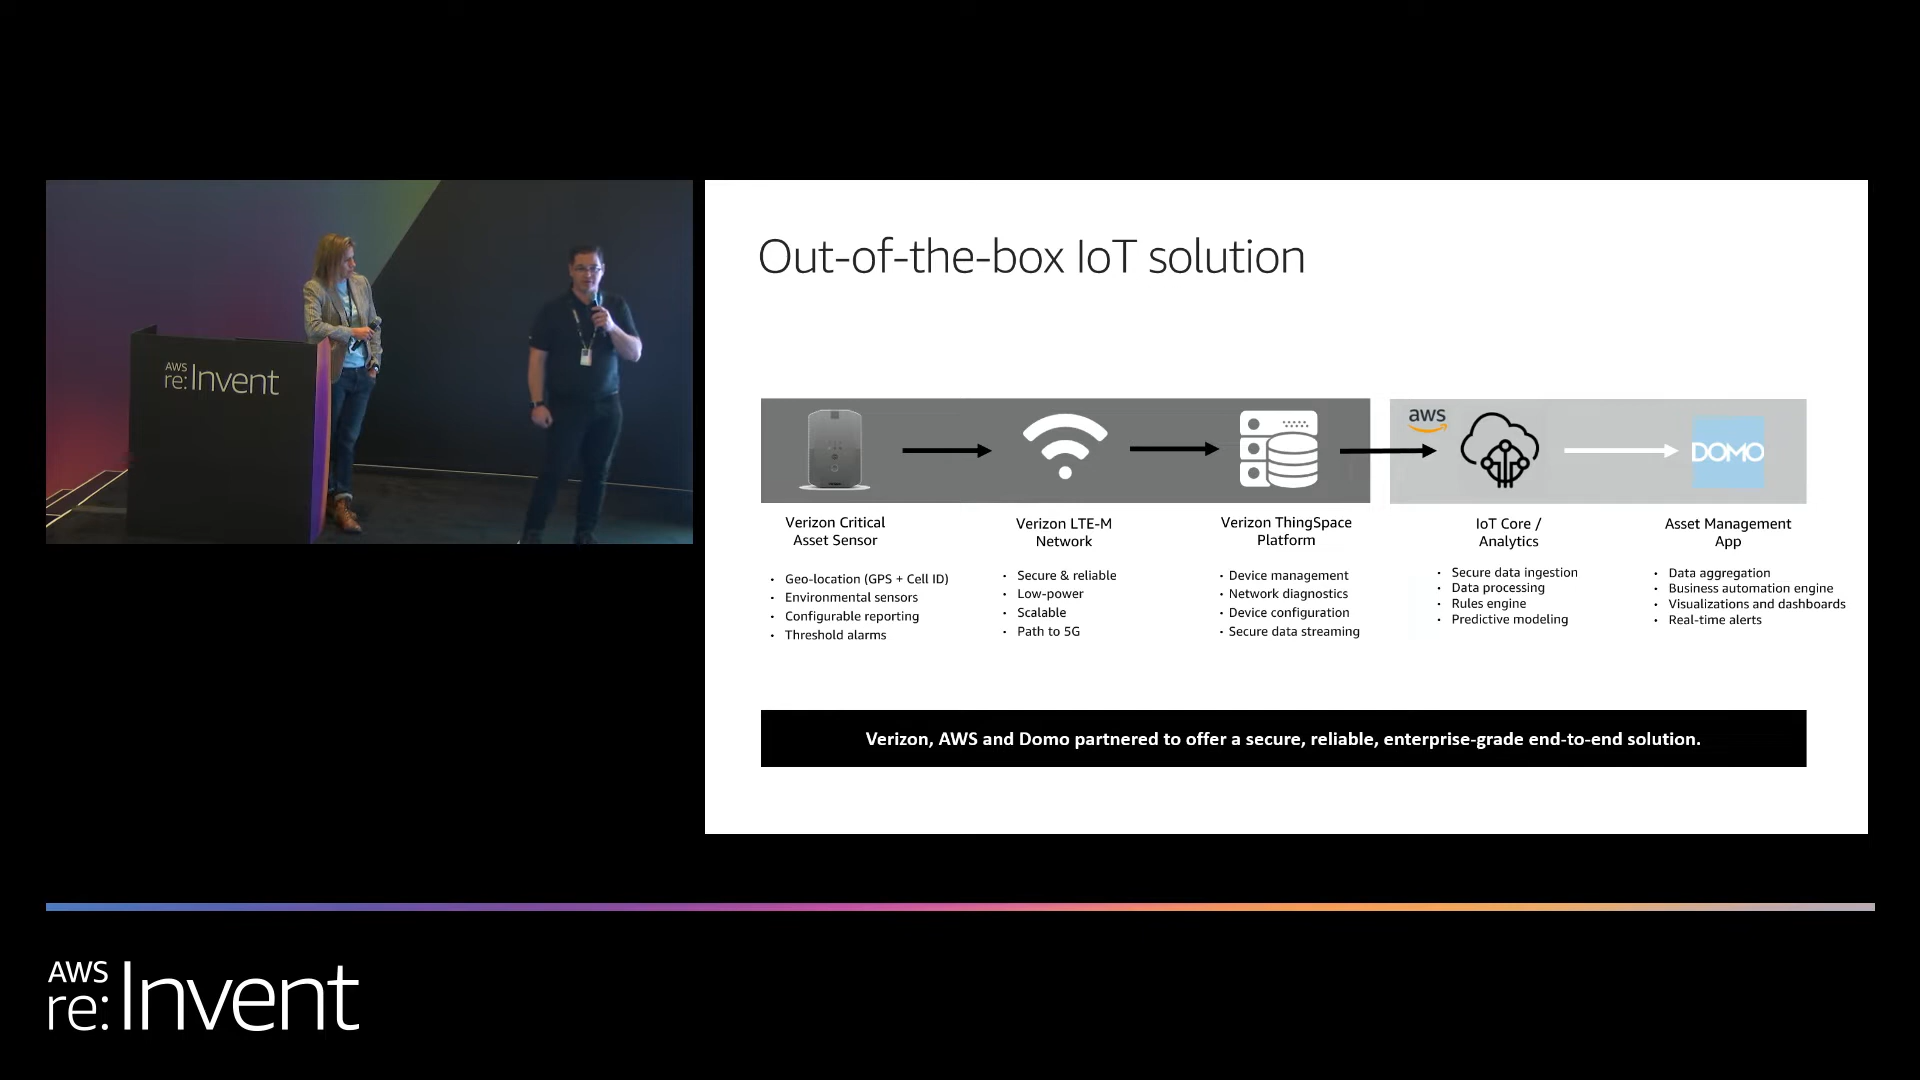 AWS
re:Invent
Out-of-the-box IoT solution
aws
DOMO
Verizon Critical
Asset Sensor
• Geo-location (GPS + Cell ID)
• Environmental sensors
• Configurable reporting
• Threshold alarms
Verizon LTE-M
Network
• Secure & reliable
• Low-power
• Scalable
• Path to 5G
Verizon ThingSpace
Platform
• Device management
• Network diagnostics
• Device configuration
• Secure data streaming
IoT Core /
Analytics
• Secure data ingestion
• Data processing
• Rules engine
• Predictive modeling
Asset Management
App
• Data aggregation
• Business automation engine
• Visualizations and dashboards
• Real-time alerts
Verizon, AWS and Domo partnered to offer a secure, reliable, enterprise-grade end-to-end solution.
AWS
re:Invent